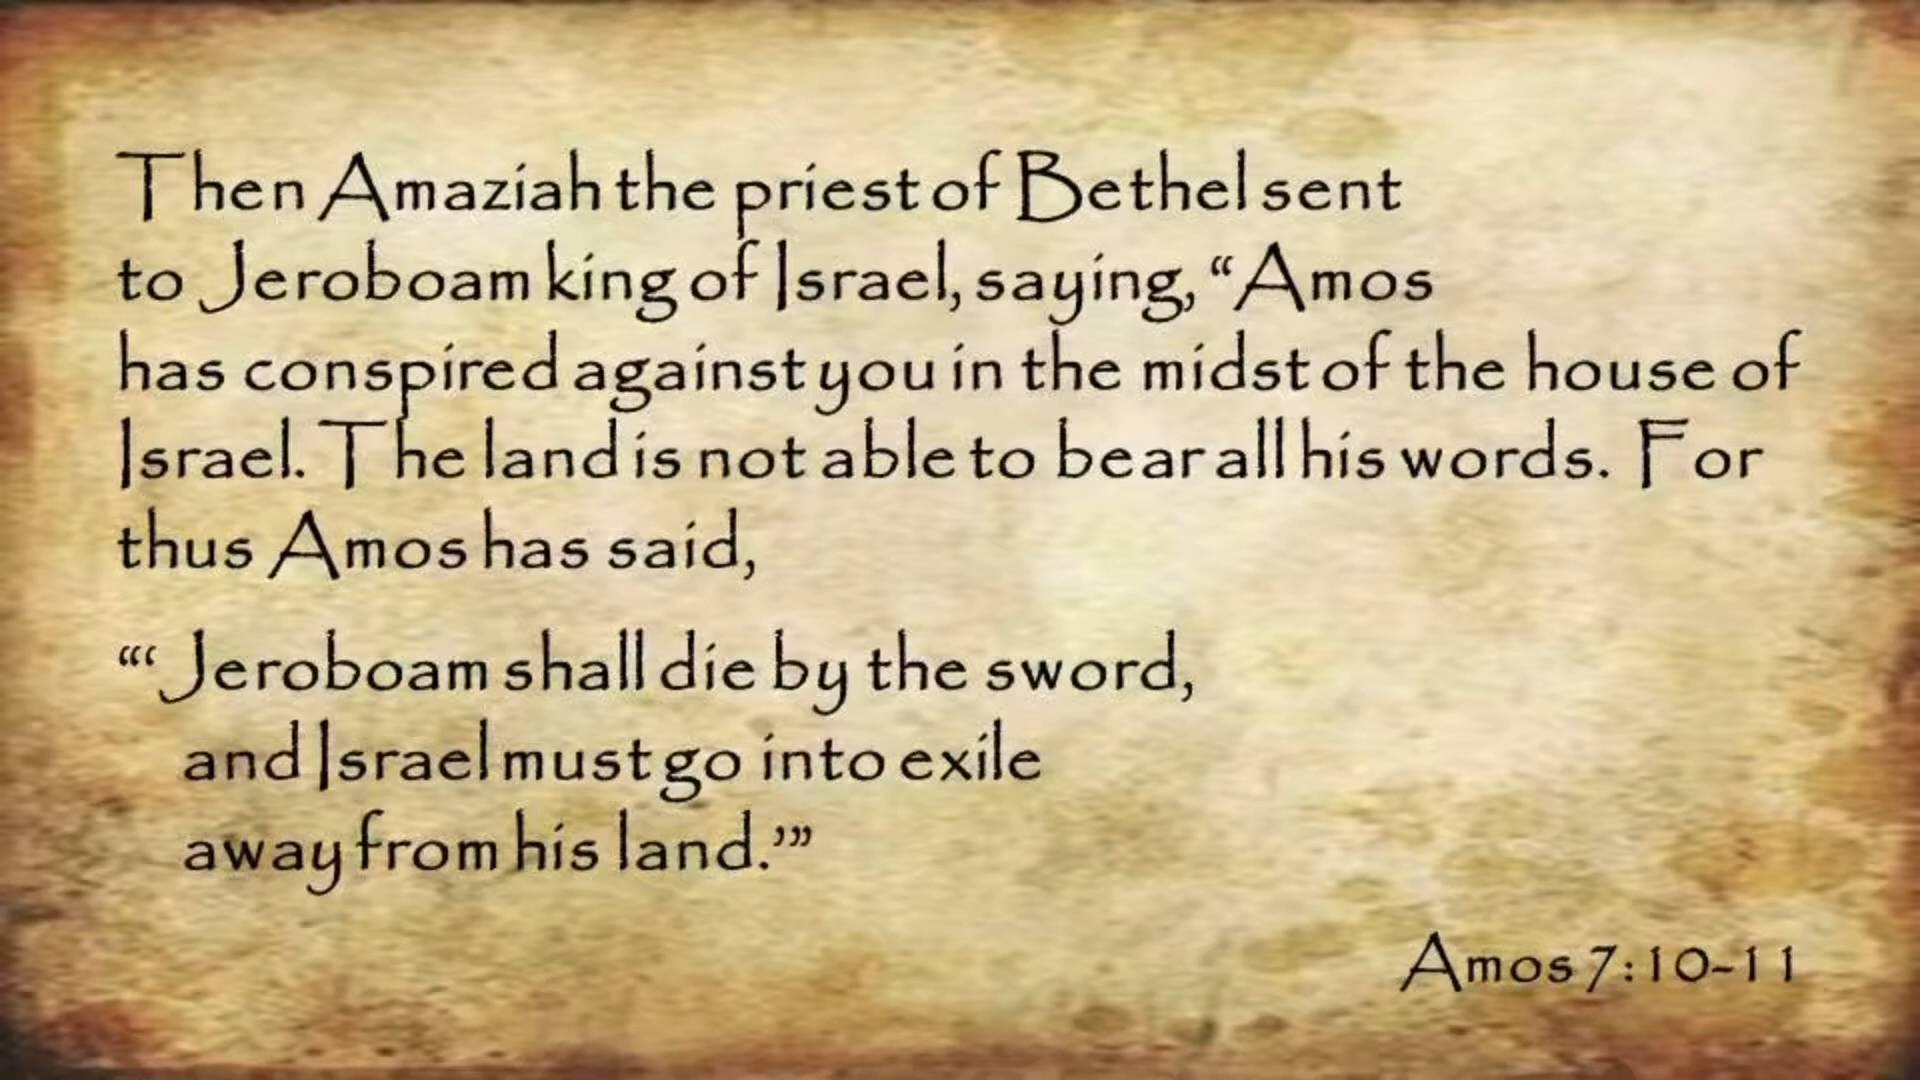 Then Amaziah the priest of Bethel sent
to Jeroboam king of Israel, saying, “Amos
has conspired against you in the midst of the house of
Israel. The land is not able to bear all his words. For
thus Amos has said,
“‘Jeroboam shall die by the sword,
and Israel must go into exile
away from his land.’”
Amos 7:10-11